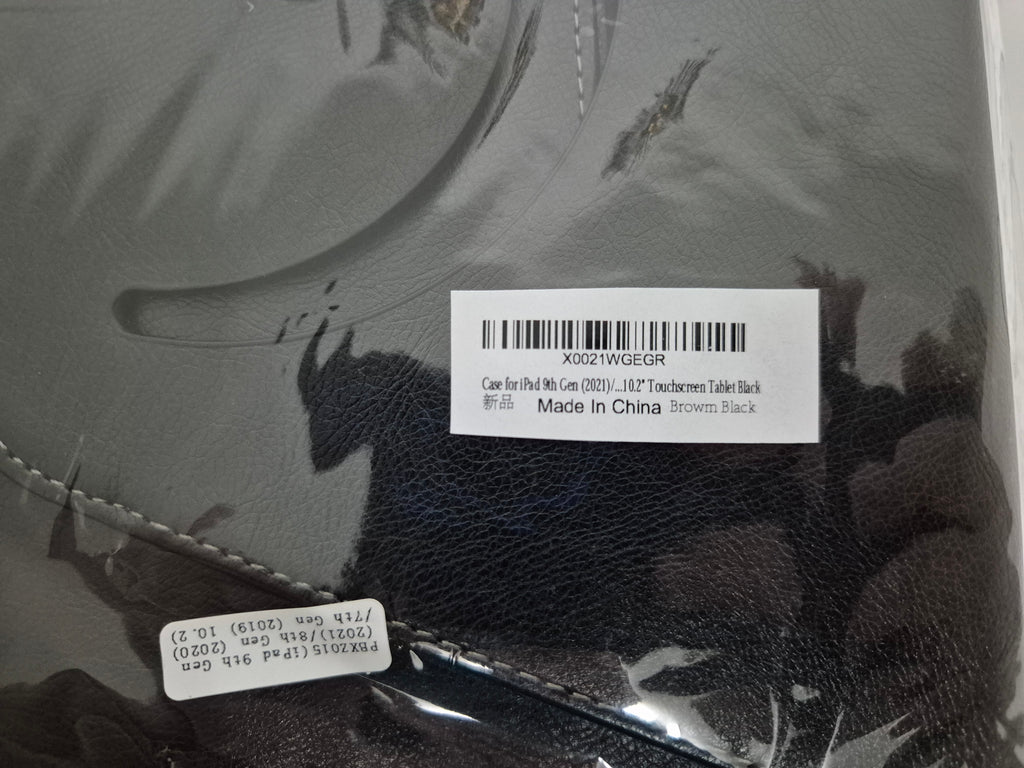 X0021WGEGR
Case for iPad 9th Gen (2021)/...10.2" Touchscreen Tablet Black
新品 Made In China Browm Black
PBXZ015(iPad 9th Gen
(2021)/8th Gen (2020)
/7th Gen (2019) 10.2)